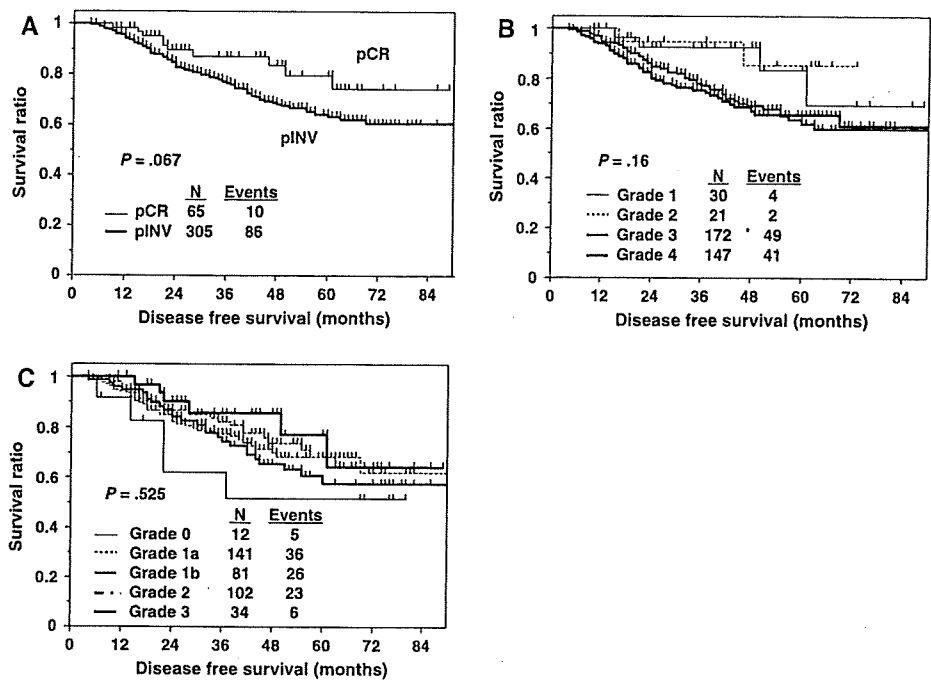 A
1
0.8
0.6
0.4
0.2
0
Survival ratio
pCR
pINV
P = .067
N Events
pCR 65 10
pINV 305 86
0 12 24 36 48 60 72 84
Disease free survival (months)
B
1
0.8
0.6
0.4
0.2
0
Survival ratio
P = .16
N Events
Grade 1 30 4
Grade 2 21 2
Grade 3 172 49
Grade 4 147 41
0 12 24 36 48 60 72 84
Disease free survival (months)
C
1
0.8
0.6
0.4
0.2
0
Survival ratio
P = .525
N Events
Grade 0 12 5
Grade 1a 141 36
Grade 1b 81 26
Grade 2 102 23
Grade 3 34 6
0 12 24 36 48 60 72 84
Disease free survival (months)